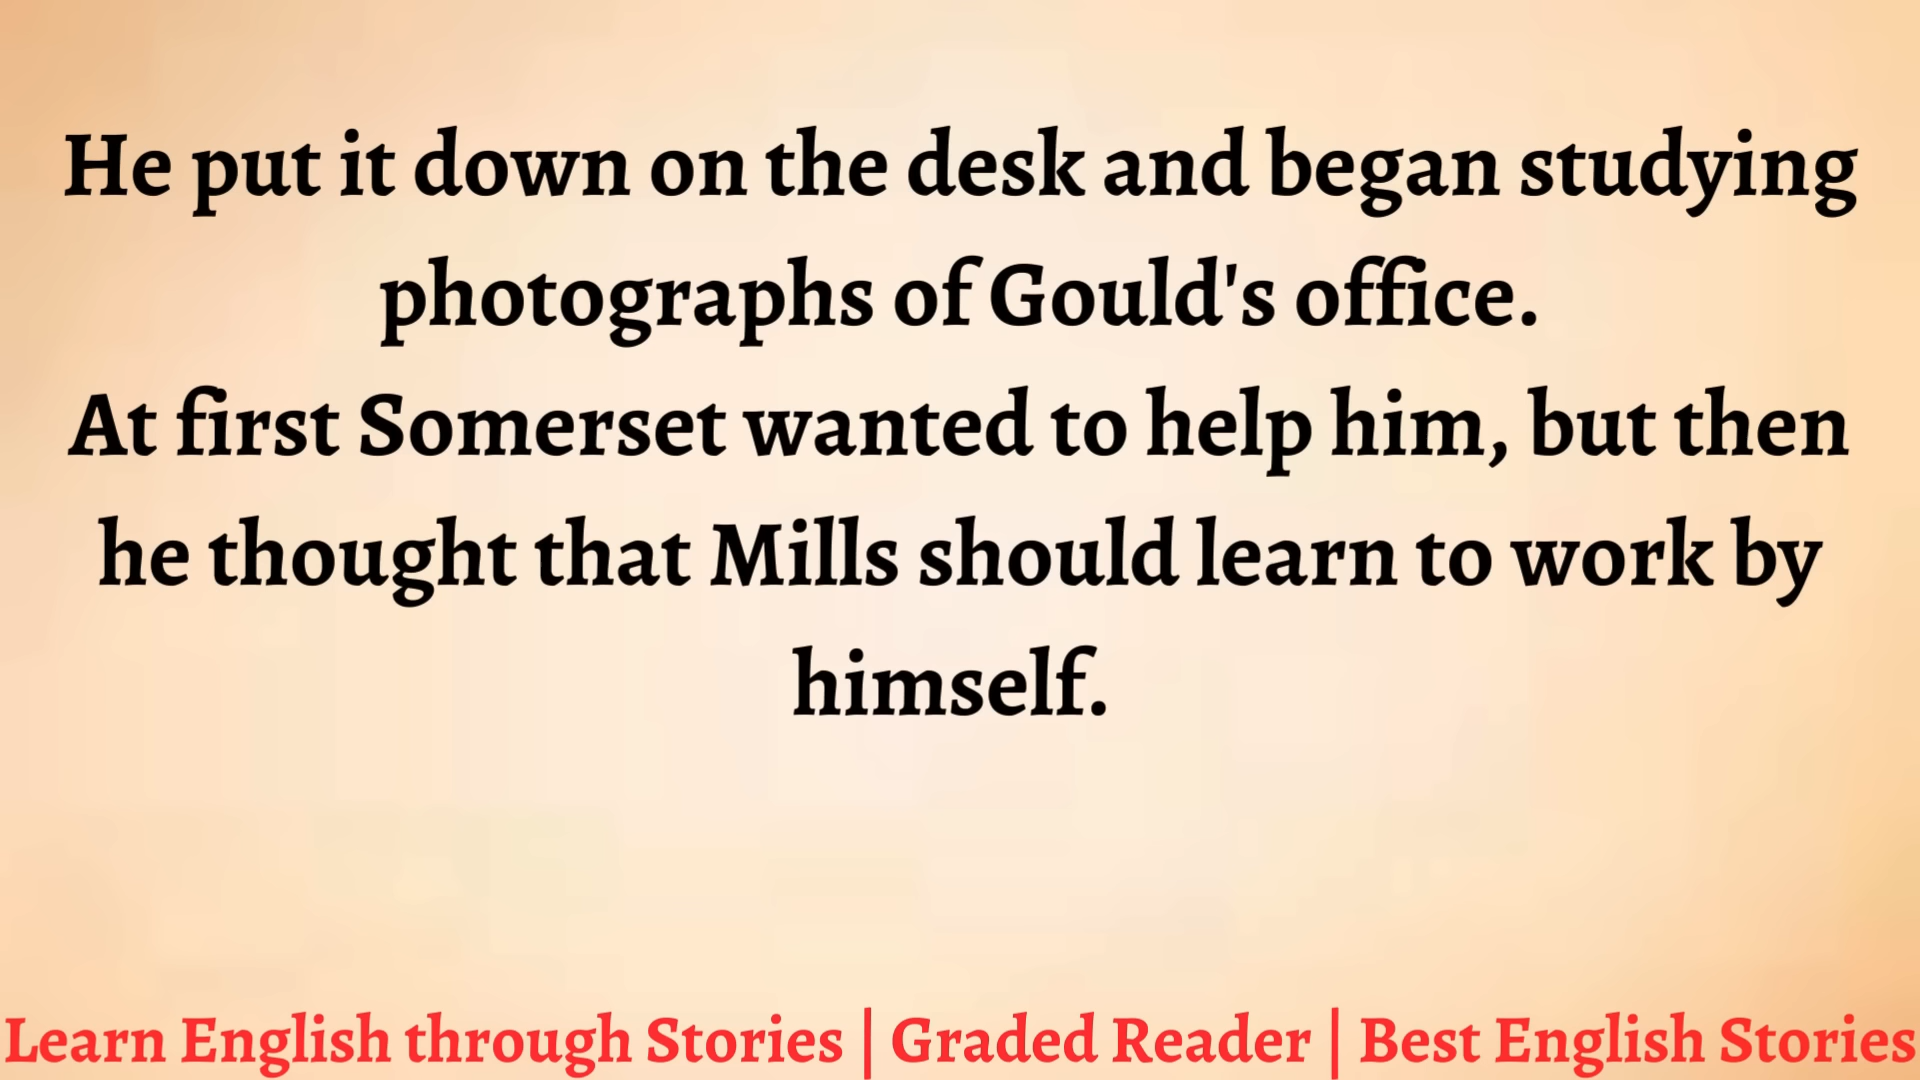 He put it down on the desk and began studying
photographs of Gould's office.
At first Somerset wanted to help him, but then
he thought that Mills should learn to work by
himself.
Learn English through Stories | Graded Reader | Best English Stories